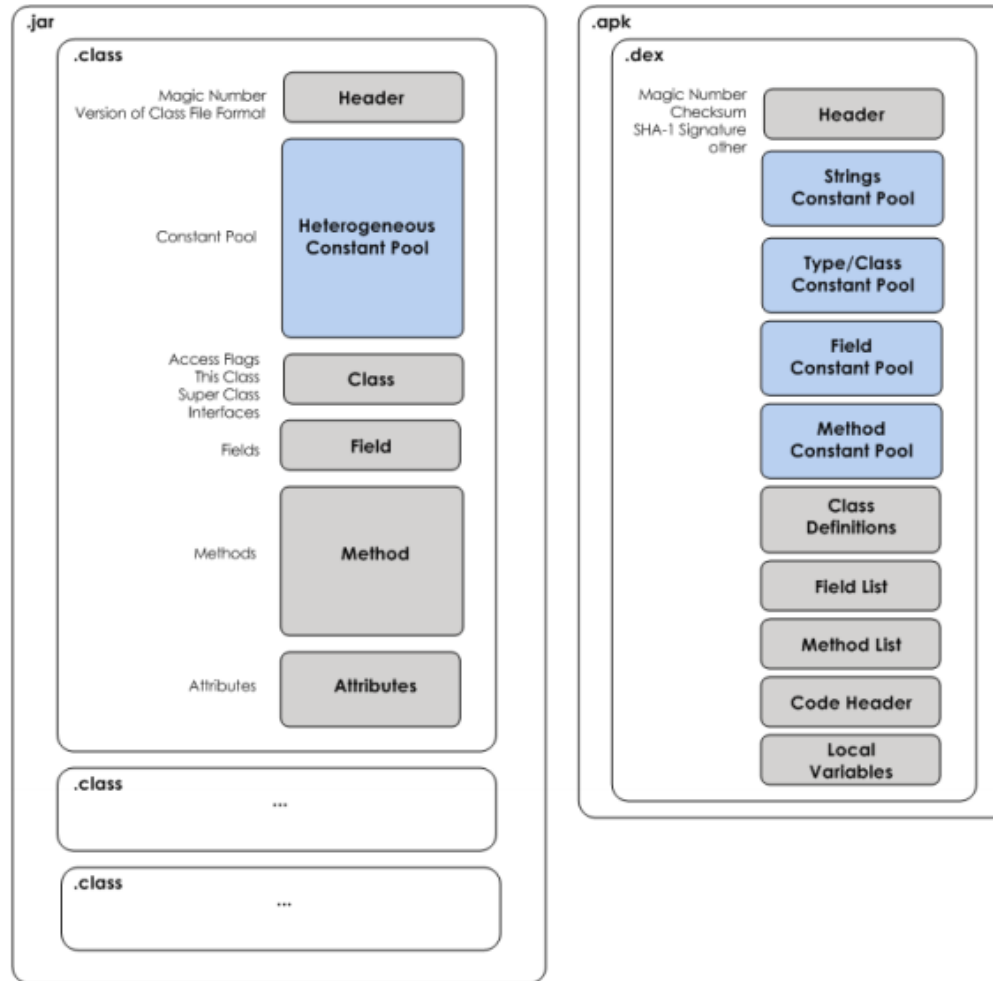 .jar
.class
Magic Number
Version of Class File Format
Header
Constant Pool
Heterogeneous
Constant Pool
Access Flags
This Class
Super Class
Interfaces
Class
Fields
Field
Methods
Method
Attributes
Attributes
.class
...
.class
...
.apk
.dex
Magic Number
Checksum
SHA-1 Signature
other
Header
Strings
Constant Pool
Type/Class
Constant Pool
Field
Constant Pool
Method
Constant Pool
Class
Definitions
Field List
Method List
Code Header
Local
Variables